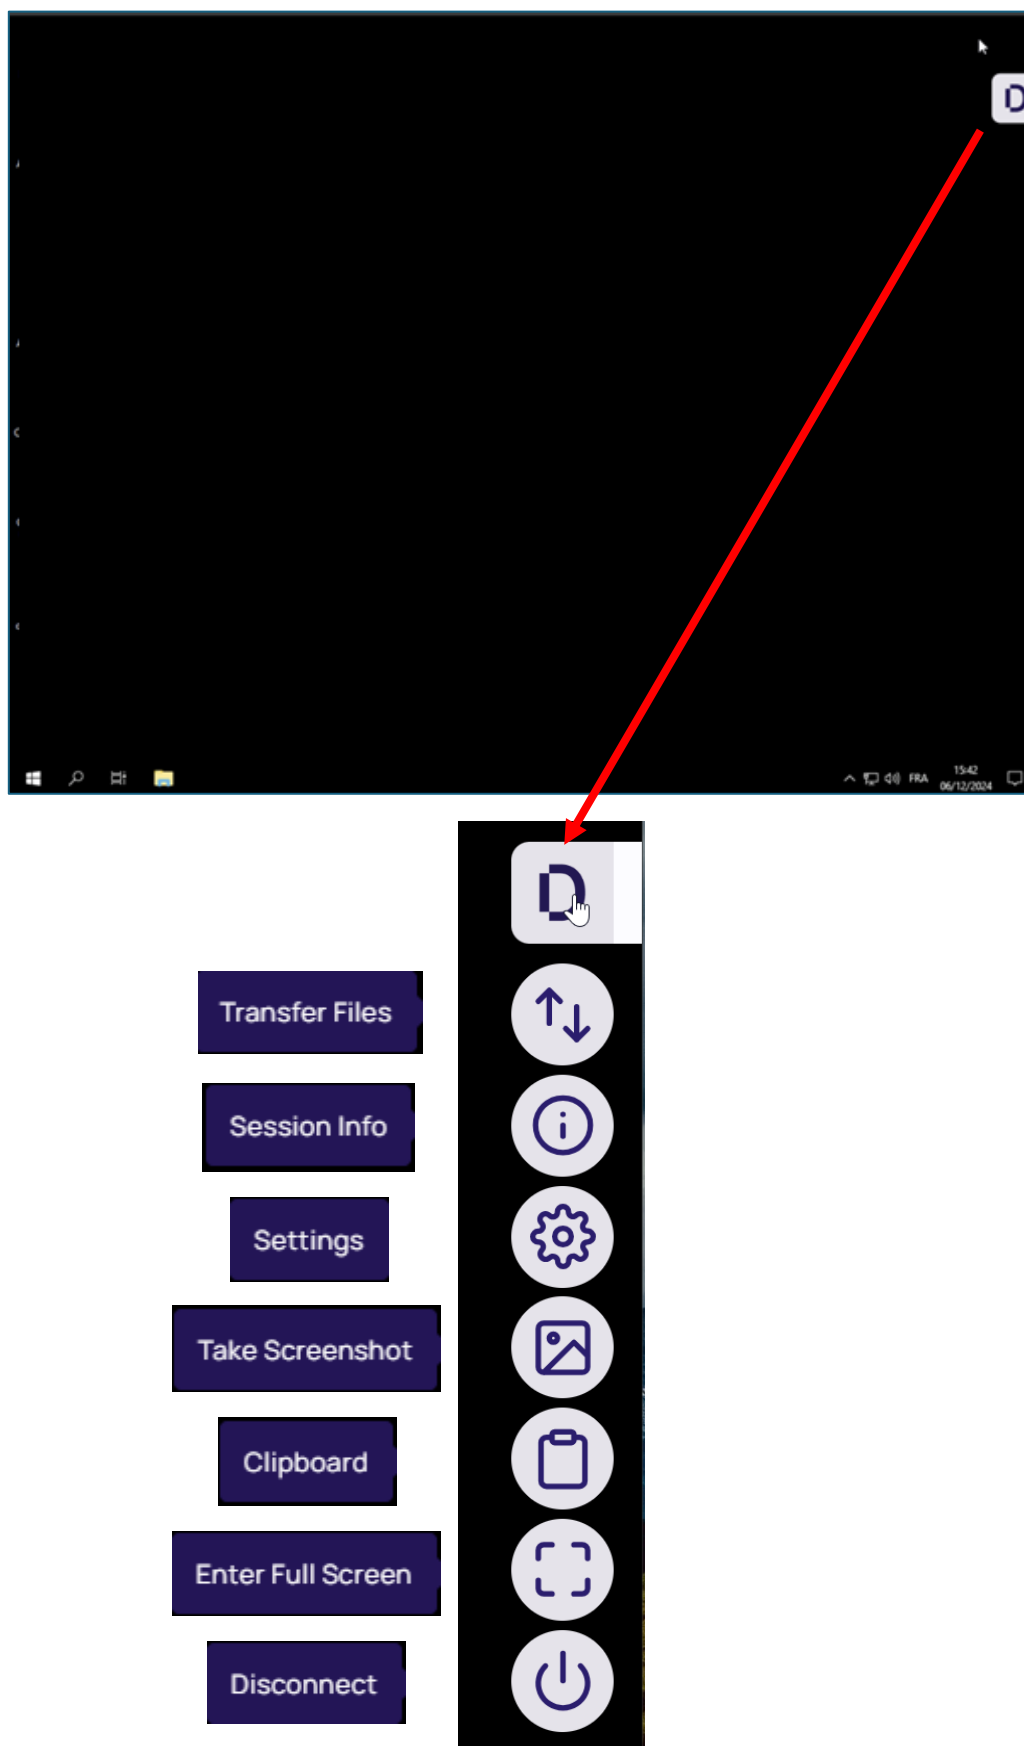 D
15:42
FRA
06/12/2024
D
Transfer Files
Session Info
Settings
Take Screenshot
Clipboard
Enter Full Screen
Disconnect